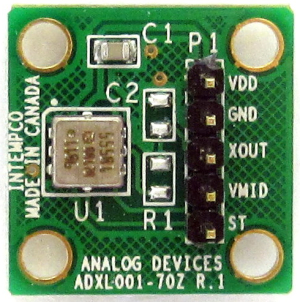 C1
P1
VDD
C2
GND
XOUT
INTEMPCO
MADE IN CANADA
VMID
U1
R1
ST
ANALOG DEVICES
ADXL001-70Z R.1